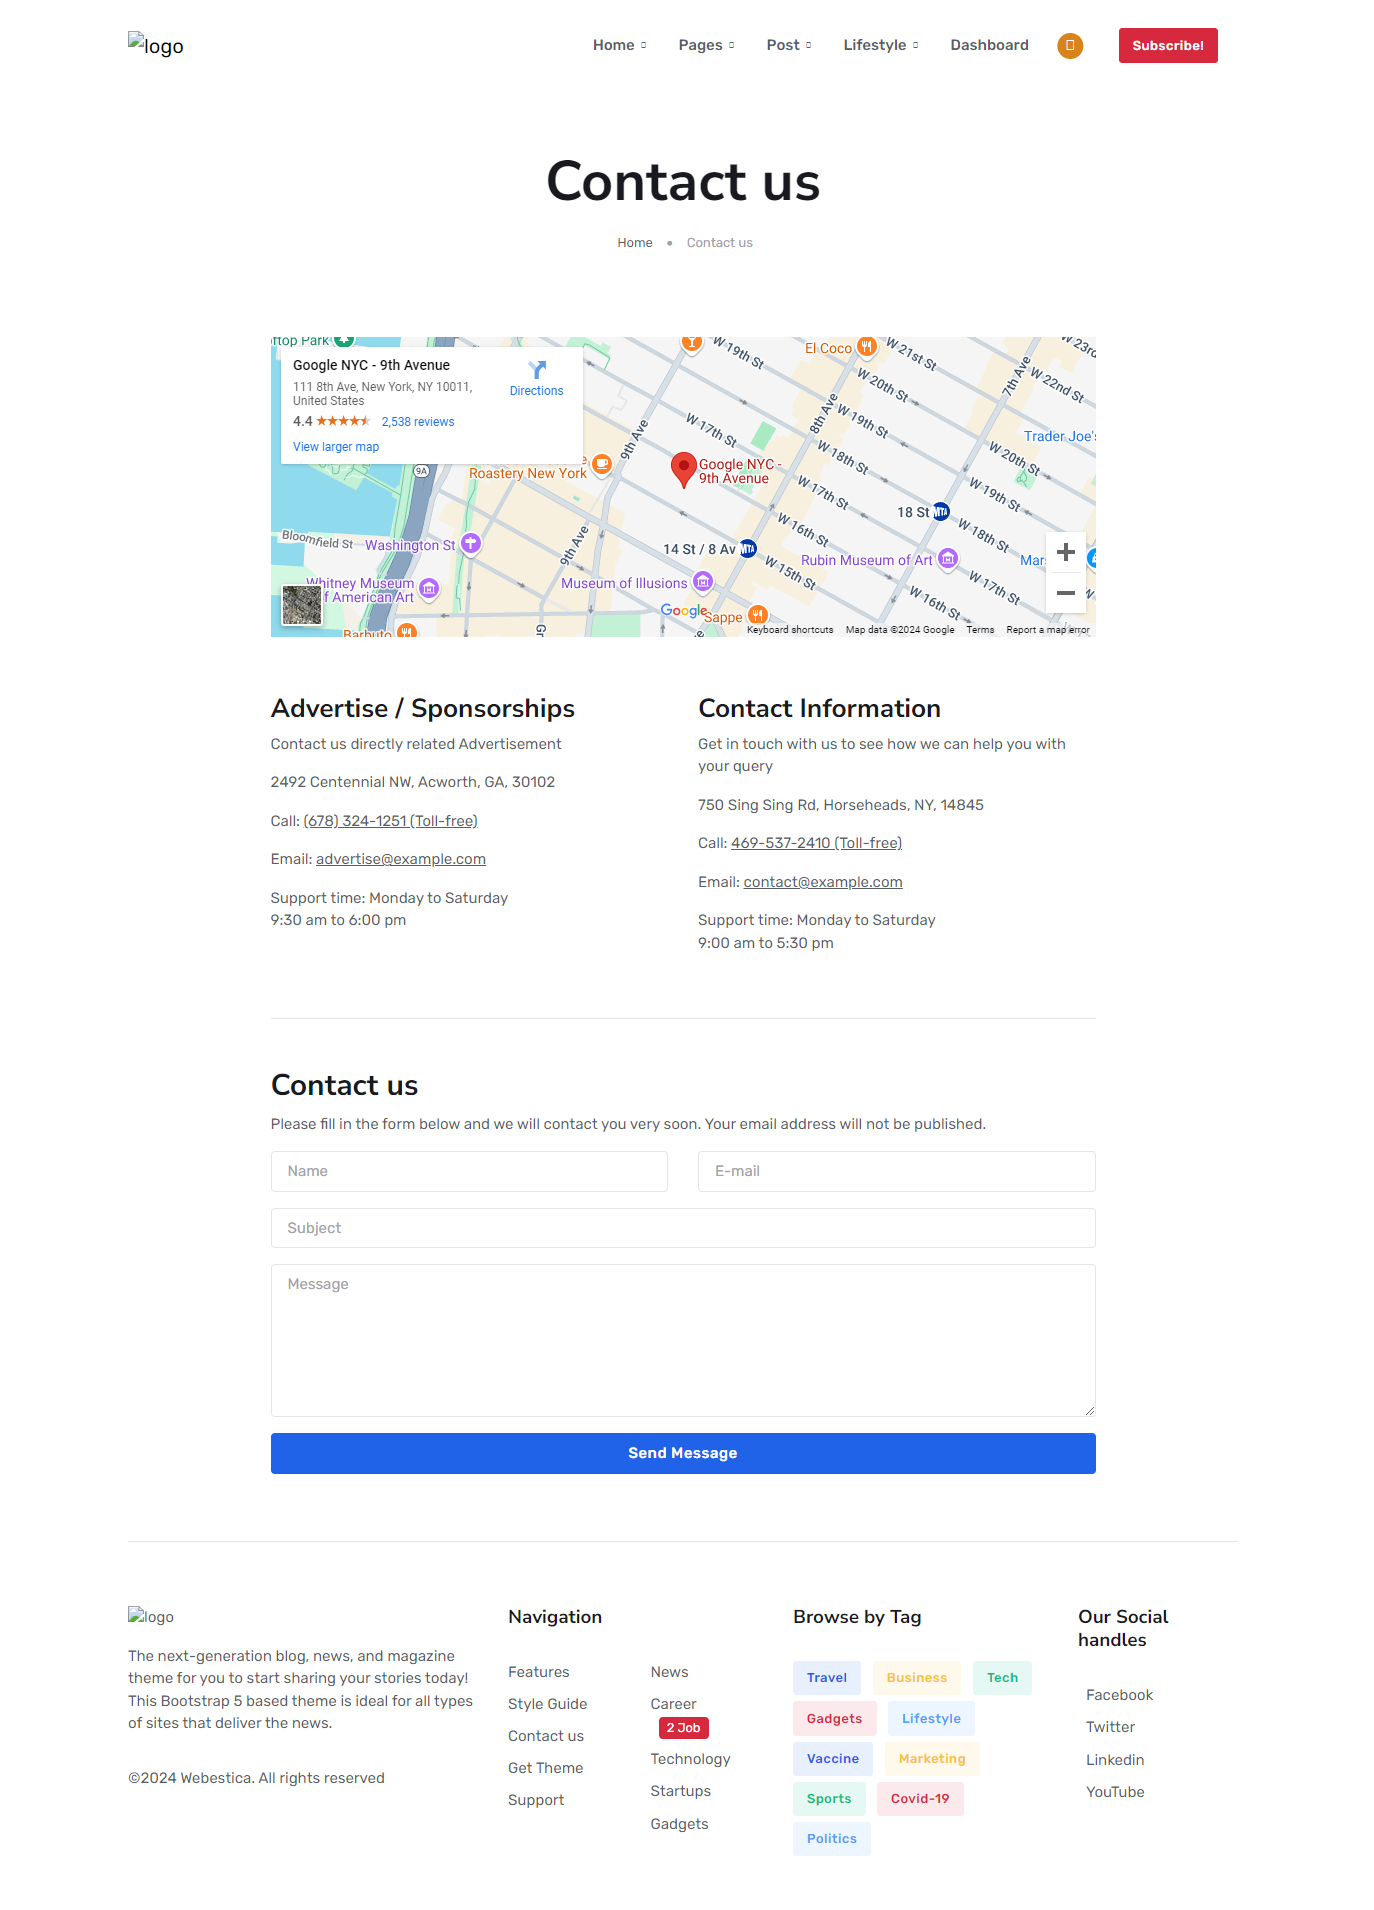 logo
Home
Pages
Post
Lifestyle
Dashboard
Subscribe!
Contact us
Home
Contact us
Google NYC - 9th Avenue
111 8th Ave, New York, NY 10011,
United States
4.4
2,538 reviews
View larger map
Directions
W 19th St
El Coco
W 21st St
W 20th St
7th Ave
W 22nd St
8th Ave
W 19th St
9th Ave
W 17th St
Trader Joe's
W 18th St
W 20th St
9A
Roastery New York
Google NYC -
9th Avenue
W 17th St
W 19th St
18 St
W 16th St
W 18th St
Bloomfield St
Washington St
9th Ave
14 St / 8 Av
Rubin Museum of Art
W 15th St
W 17th St
Whitney Museum
of American Art
Museum of Illusions
W 16th St
Google
Sappe
Barbuto
Keyboard shortcuts
Map data ©2024 Google
Terms
Report a map error
Advertise / Sponsorships
Contact us directly related Advertisement
2492 Centennial NW, Acworth, GA, 30102
Call: (678) 324-1251 (Toll-free)
Email: advertise@example.com
Support time: Monday to Saturday
9:30 am to 6:00 pm
Contact Information
Get in touch with us to see how we can help you with
your query
750 Sing Sing Rd, Horseheads, NY, 14845
Call: 469-537-2410 (Toll-free)
Email: contact@example.com
Support time: Monday to Saturday
9:00 am to 5:30 pm
Contact us
Please fill in the form below and we will contact you very soon. Your email address will not be published.
Name
E-mail
Subject
Message
Send Message
logo
The next-generation blog, news, and magazine
theme for you to start sharing your stories today!
This Bootstrap 5 based theme is ideal for all types
of sites that deliver the news.
©2024 Webestica. All rights reserved
Navigation
Features
Style Guide
Contact us
Get Theme
Support
News
Career
2 Job
Technology
Startups
Gadgets
Browse by Tag
Travel
Business
Tech
Gadgets
Lifestyle
Vaccine
Marketing
Sports
Covid-19
Politics
Our Social
handles
Facebook
Twitter
Linkedin
YouTube